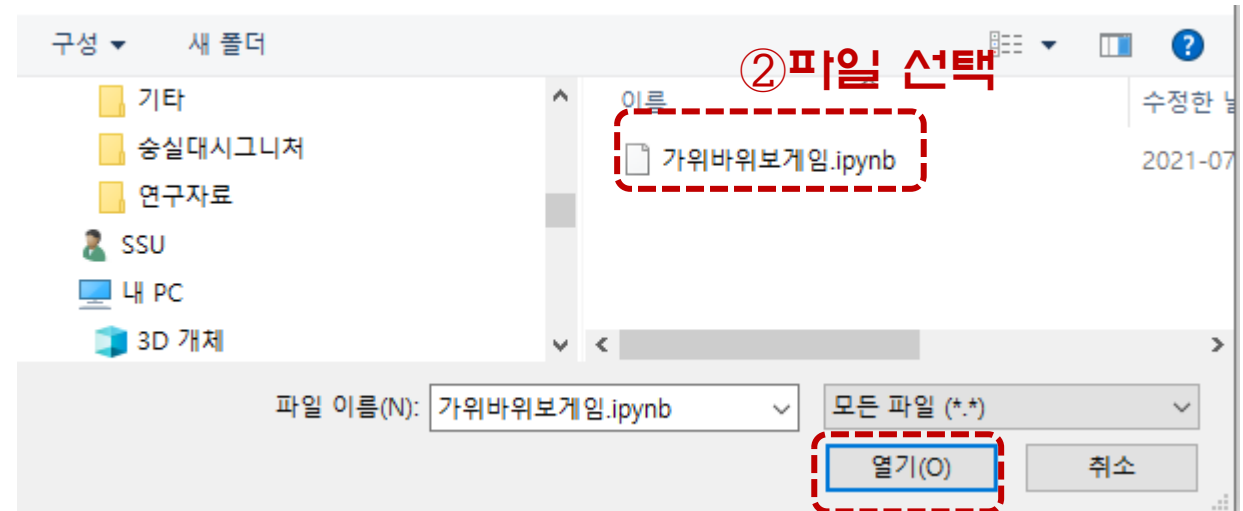 구성 새 폴더
②파일 선택
이름 수정한
기타
숭실대시그니처
연구자료
SSU
내 PC
3D 개체
가위바위보게임.ipynb 2021-07
파일 이름(N): 가위바위보게임.ipynb 모든 파일 (*.*)
열기(O) 취소